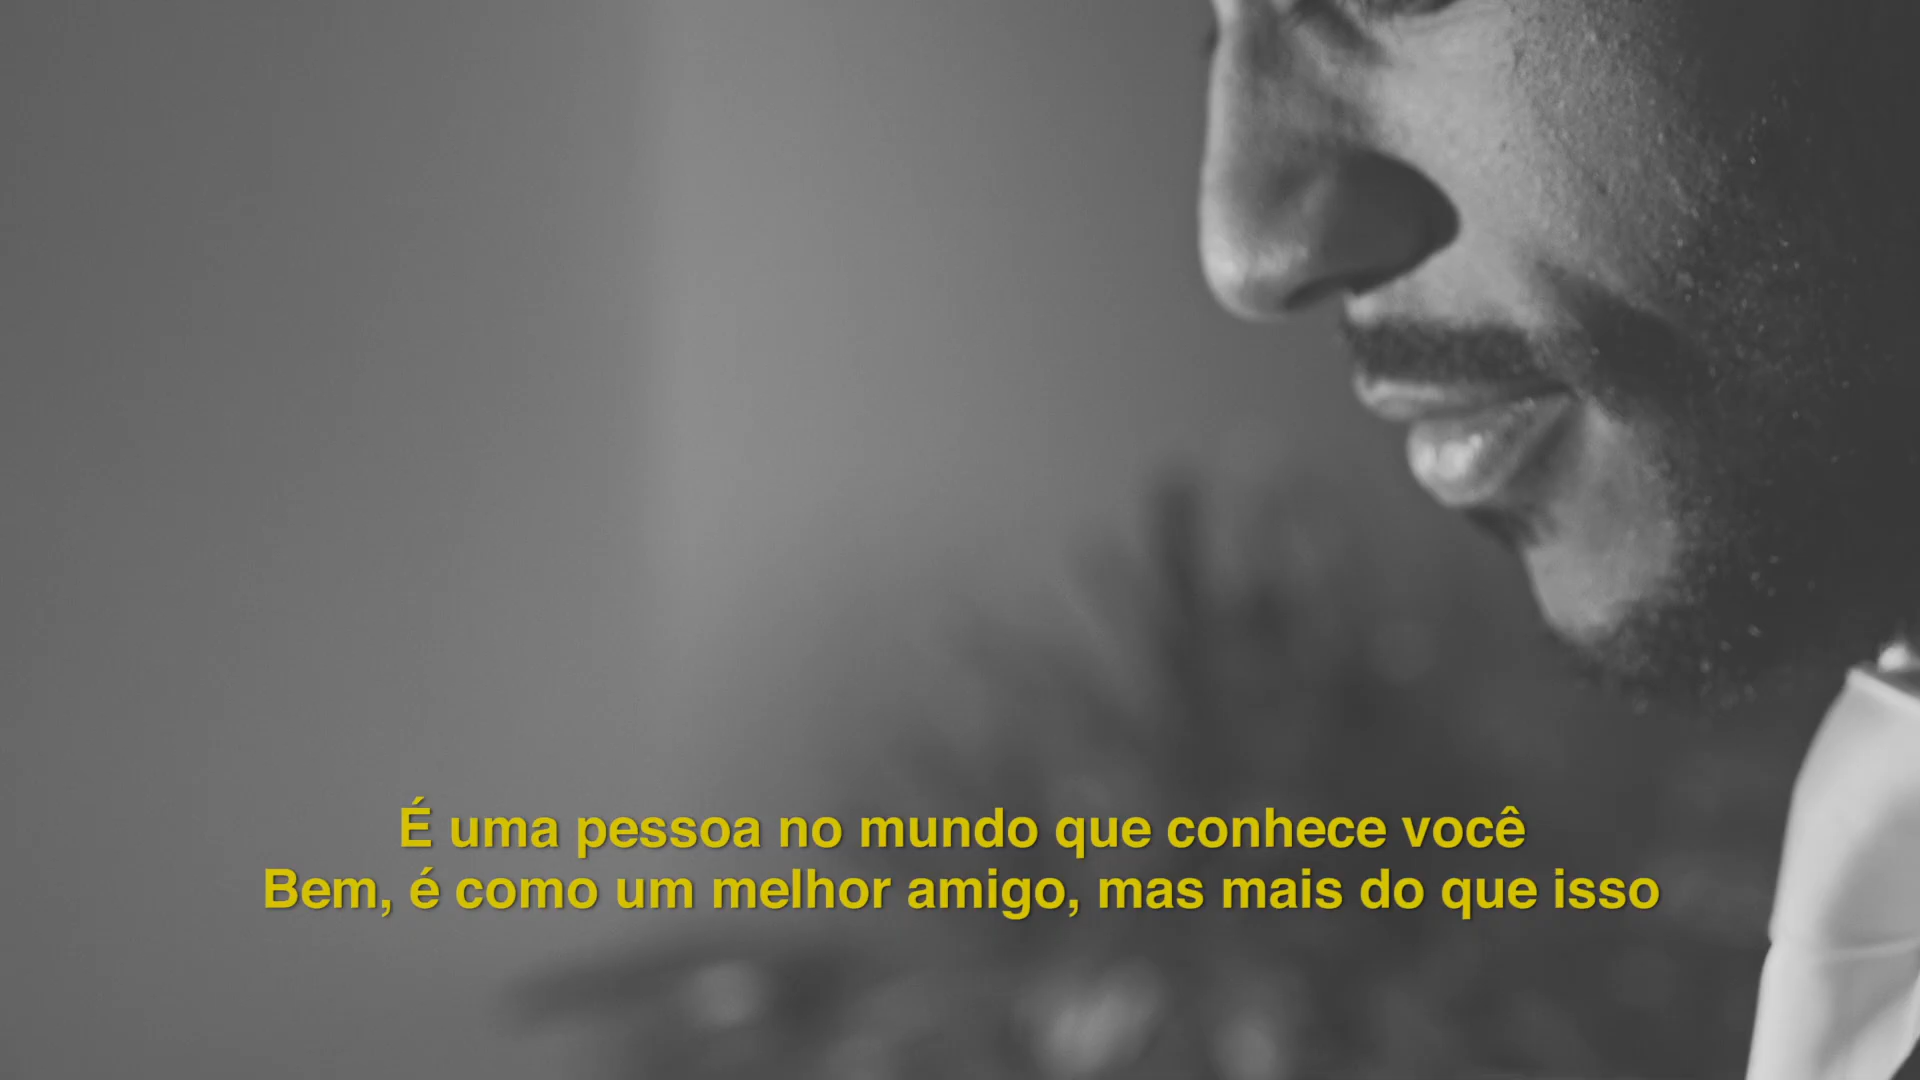 É uma pessoa no mundo que conhece você
Bem, é como um melhor amigo, mas mais do que isso